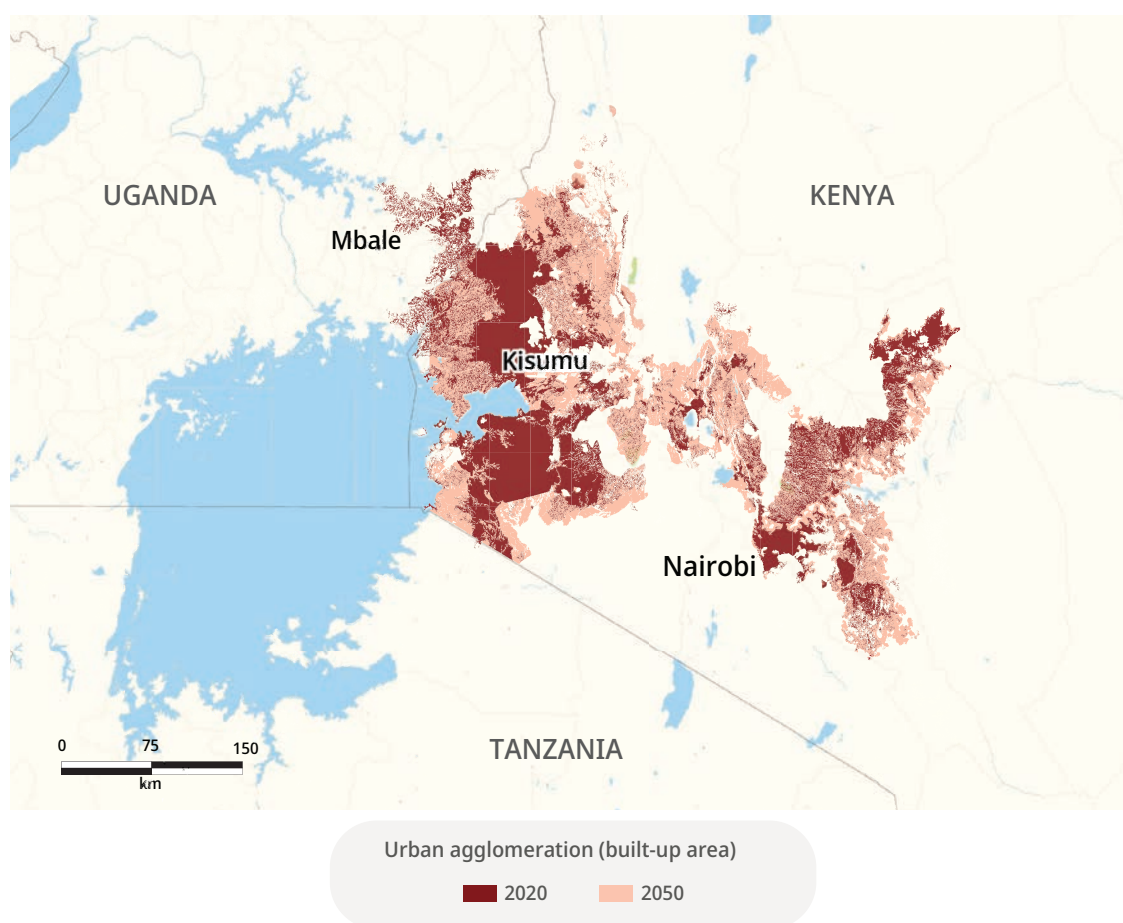 UGANDA
KENYA
Mbale
Kisumu
Nairobi
TANZANIA
0 75 150
km
Urban agglomeration (built-up area)
2020 2050